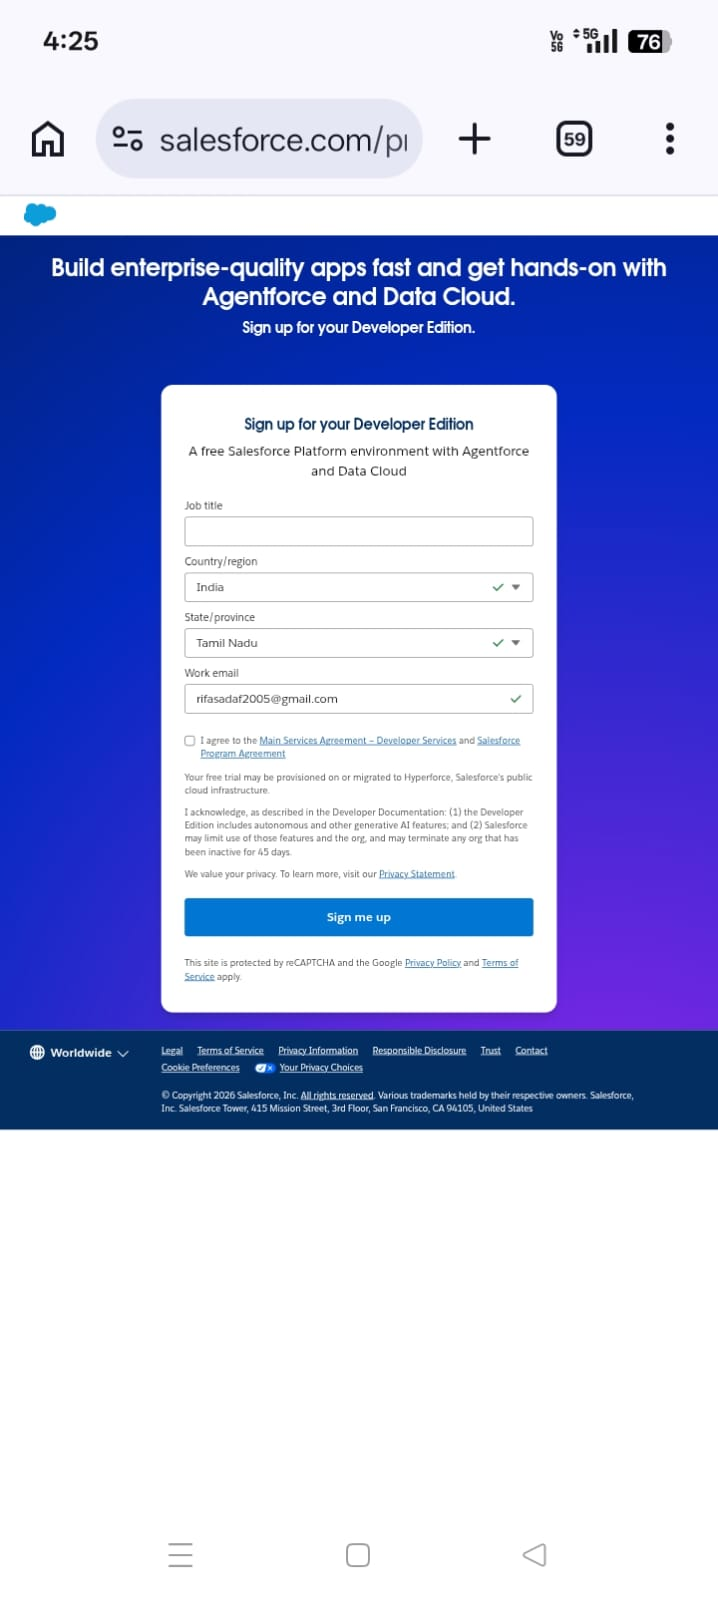 4:25
Vo 5G 5G 76
salesforce.com/pr 59
Build enterprise-quality apps fast and get hands-on with
Agentforce and Data Cloud.
Sign up for your Developer Edition.
Sign up for your Developer Edition
A free Salesforce Platform environment with Agentforce
and Data Cloud
Job title
Country/region
India
State/province
Tamil Nadu
Work email
rifasadaf2005@gmail.com
I agree to the Main Services Agreement – Developer Services and Salesforce
Program Agreement
Your free trial may be provisioned on or migrated to Hyperforce, Salesforce's public
cloud infrastructure.
I acknowledge, as described in the Developer Documentation: (1) the Developer
Edition includes autonomous and other generative AI features; and (2) Salesforce
may limit use of those features and the org, and may terminate any org that has
been inactive for 45 days.
We value your privacy. To learn more, visit our Privacy Statement.
Sign me up
This site is protected by reCAPTCHA and the Google Privacy Policy and Terms of
Service apply.
Worldwide
Legal Terms of Service Privacy Information Responsible Disclosure Trust Contact
Cookie Preferences Your Privacy Choices
© Copyright 2026 Salesforce, Inc. All rights reserved. Various trademarks held by their respective owners. Salesforce,
Inc. Salesforce Tower, 415 Mission Street, 3rd Floor, San Francisco, CA 94105, United States